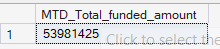 MTD_Total_funded_amount
1 53981425
Click to select the